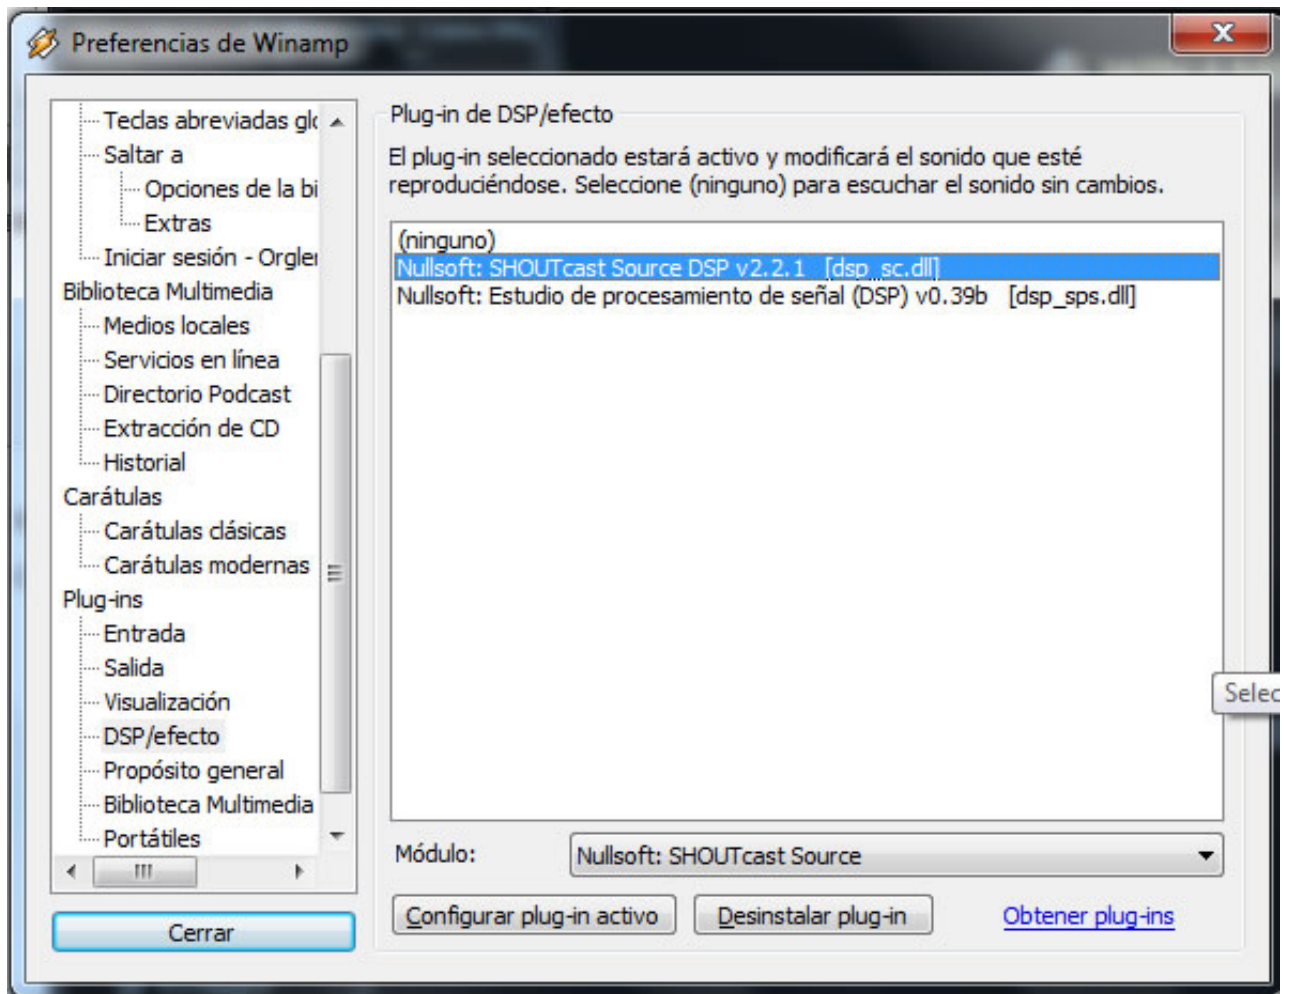 Preferencias de Winamp
Teclas abreviadas glo
Saltar a
Opciones de la bi
Extras
Iniciar sesión - Orgler
Biblioteca Multimedia
Medios locales
Servicios en línea
Directorio Podcast
Extracción de CD
Historial
Carátulas
Carátulas clásicas
Carátulas modernas
Plug-ins
Entrada
Salida
Visualización
DSP/efecto
Propósito general
Biblioteca Multimedia
Portátiles
Cerrar
Plug-in de DSP/efecto
El plug-in seleccionado estará activo y modificará el sonido que esté
reproduciéndose. Seleccione (ninguno) para escuchar el sonido sin cambios.
(ninguno)
Nullsoft: SHOUTcast Source DSP v2.2.1 [dsp_sc.dll]
Nullsoft: Estudio de procesamiento de señal (DSP) v0.39b [dsp_sps.dll]
Selec
Módulo: Nullsoft: SHOUTcast Source
Configurar plug-in activo Desinstalar plug-in Obtener plug-ins